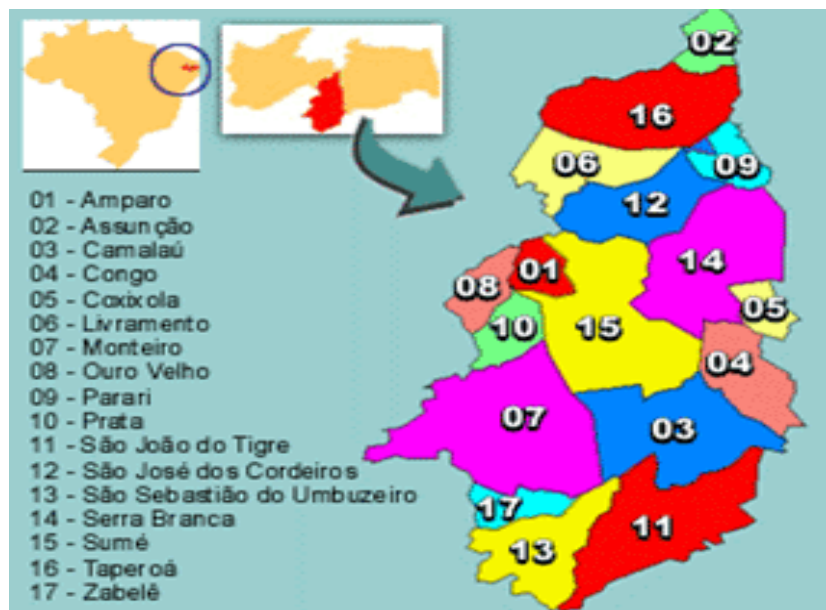 01 - Amparo
02 - Assunção
03 - Camalaú
04 - Congo
05 - Coxixola
06 - Livramento
07 - Monteiro
08 - Ouro Velho
09 - Parari
10 - Prata
11 - São João do Tigre
12 - São José dos Cordeiros
13 - São Sebastião do Umbuzeiro
14 - Serra Branca
15 - Sumé
16 - Taperoá
17 - Zabelê
02
16
06
09
12
01
14
08
05
10
15
04
07
03
17
11
13